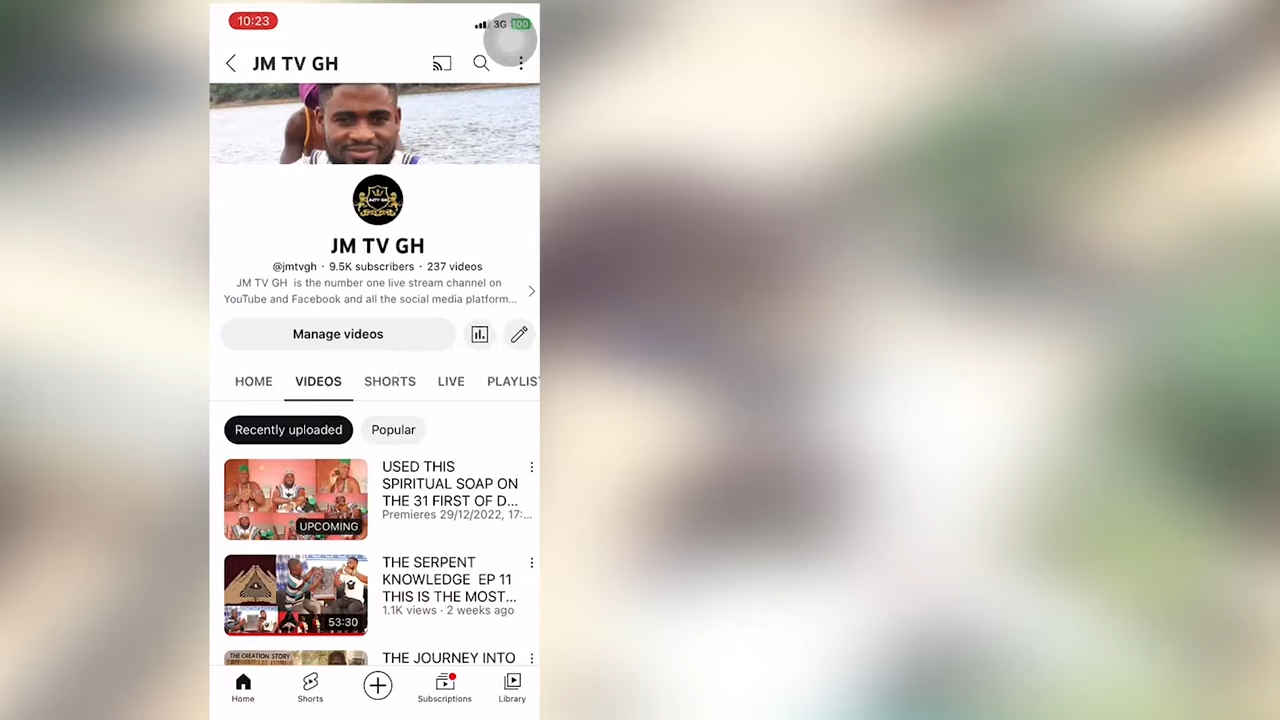 10:23
3G 100
JM TV GH
JMTV GH
JM TV GH
@jmtvgh · 9.5K subscribers · 237 videos
JM TV GH is the number one live stream channel on
YouTube and Facebook and all the social media platform...
Manage videos
HOME VIDEOS SHORTS LIVE PLAYLIS
Recently uploaded Popular
USED THIS
SPIRITUAL SOAP ON
THE 31 FIRST OF D...
Premieres 29/12/2022, 17:...
UPCOMING
THE SERPENT
KNOWLEDGE EP 11
THIS IS THE MOST...
1.1K views · 2 weeks ago
53:30
THE CREATION STORY
THE JOURNEY INTO
Home Shorts Subscriptions Library